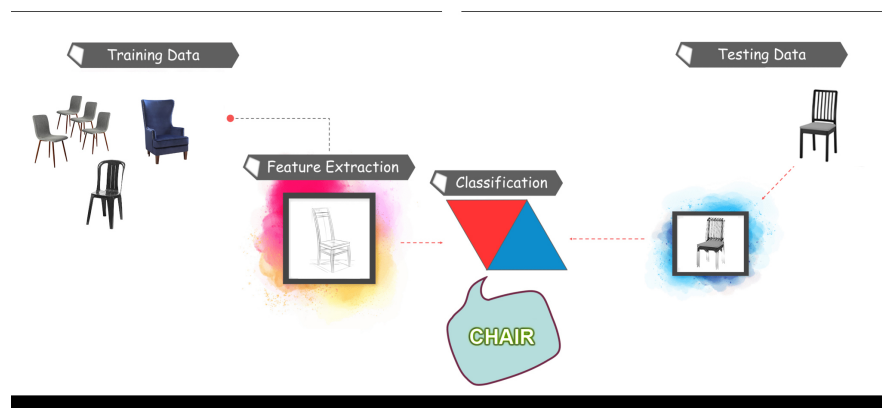 Training Data
Testing Data
Feature Extraction
Classification
CHAIR